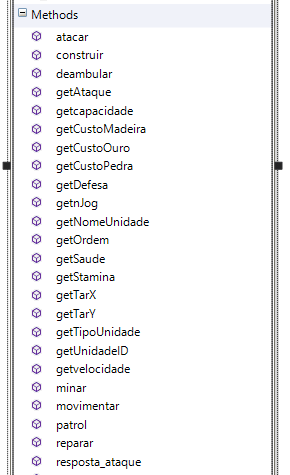 Methods
atacar
construir
deambular
getAtaque
getcapacidade
getCustoMadeira
getCustoOuro
getCustoPedra
getDefesa
getnJog
getNomeUnidade
getOrdem
getSaude
getStamina
getTarX
getTarY
getTipoUnidade
getUnidadeID
getvelocidade
minar
movimentar
patrol
reparar
resposta_ataque